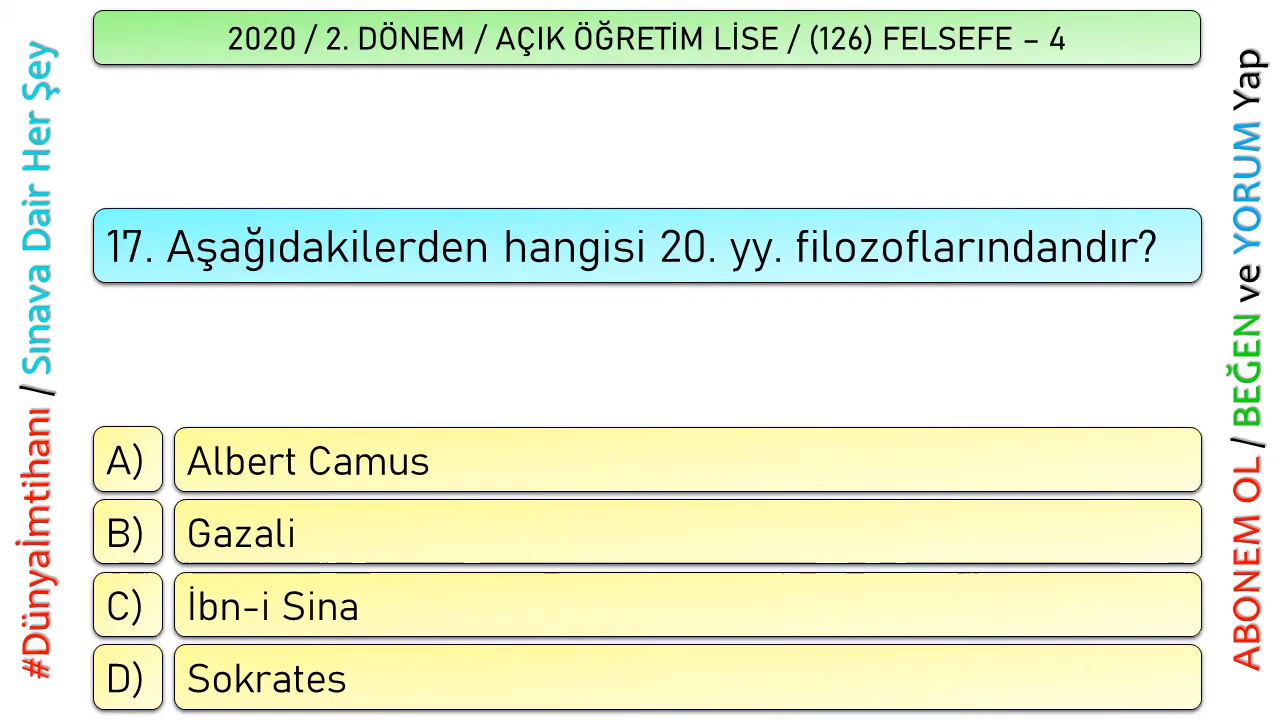 2020 / 2. DÖNEM / AÇIK ÖĞRETİM LİSE / (126) FELSEFE – 4
#Dünyaİmtihanı / Sınava Dair Her Şey
17. Aşağıdakilerden hangisi 20. yy. filozoflarındandır?
A) Albert Camus
B) Gazali
C) İbn-i Sina
D) Sokrates
ABONEM OL / BEĞEN ve YORUM Yap